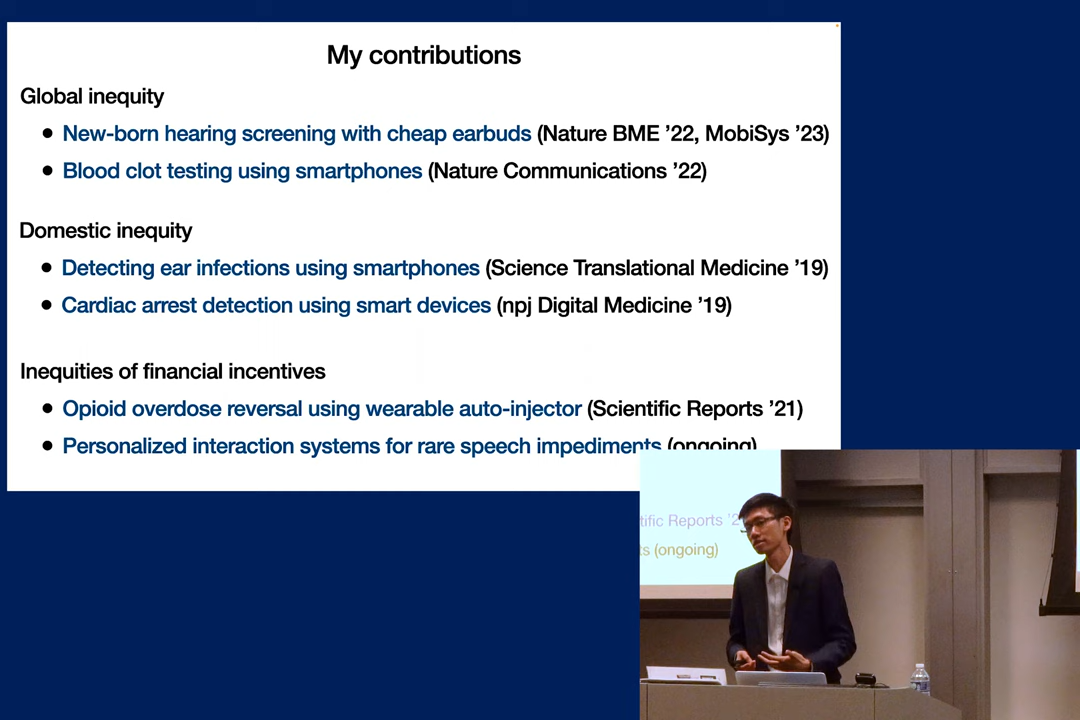 My contributions
Global inequity
• New-born hearing screening with cheap earbuds (Nature BME ’22, MobiSys ’23)
• Blood clot testing using smartphones (Nature Communications ’22)
Domestic inequity
• Detecting ear infections using smartphones (Science Translational Medicine ’19)
• Cardiac arrest detection using smart devices (npj Digital Medicine ’19)
Inequities of financial incentives
• Opioid overdose reversal using wearable auto-injector (Scientific Reports ’21)
• Personalized interaction systems for rare speech impediments (ongoing)
Reports ’2
(ongoing)